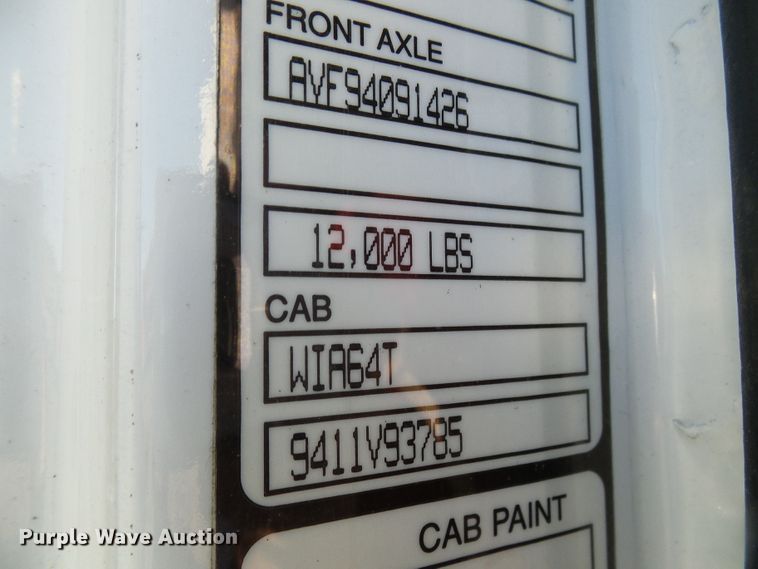 FRONT AXLE
AVF94091426
12,000 LBS
CAB
WIA64T
9411V93785
CAB PAINT
Purple Wave Auction